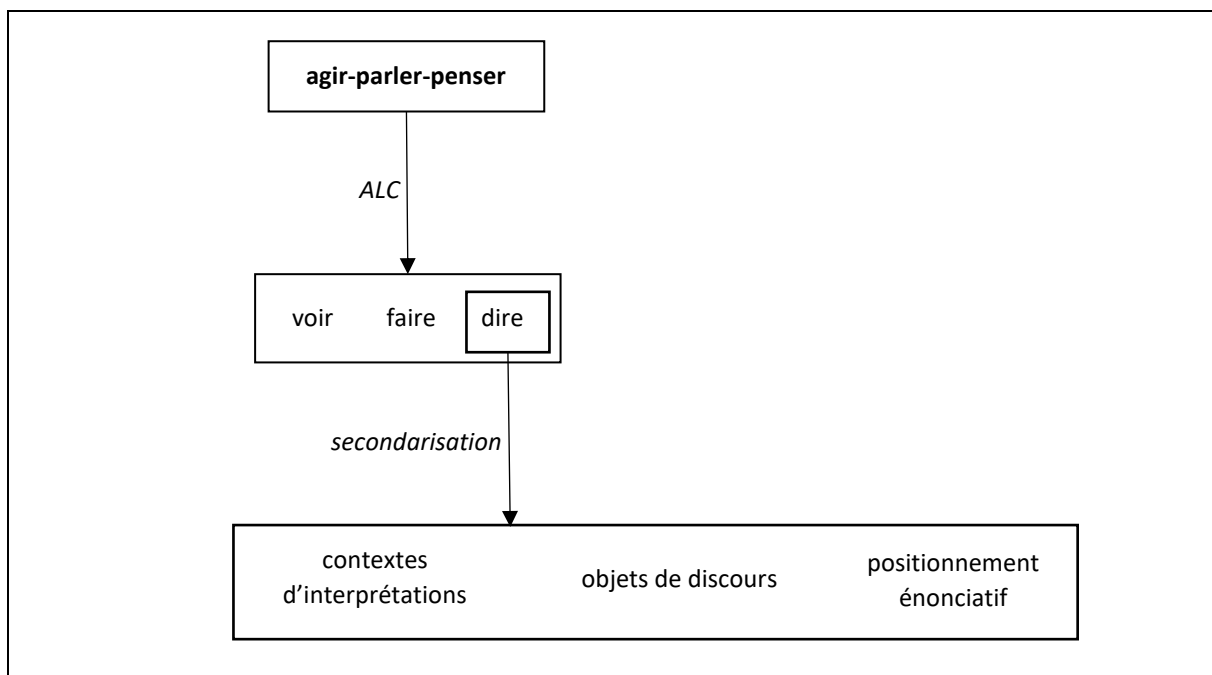 agir-parler-penser
ALC
voir faire dire
secondarisation
contextes
d’interprétations
objets de discours
positionnement
énonciatif